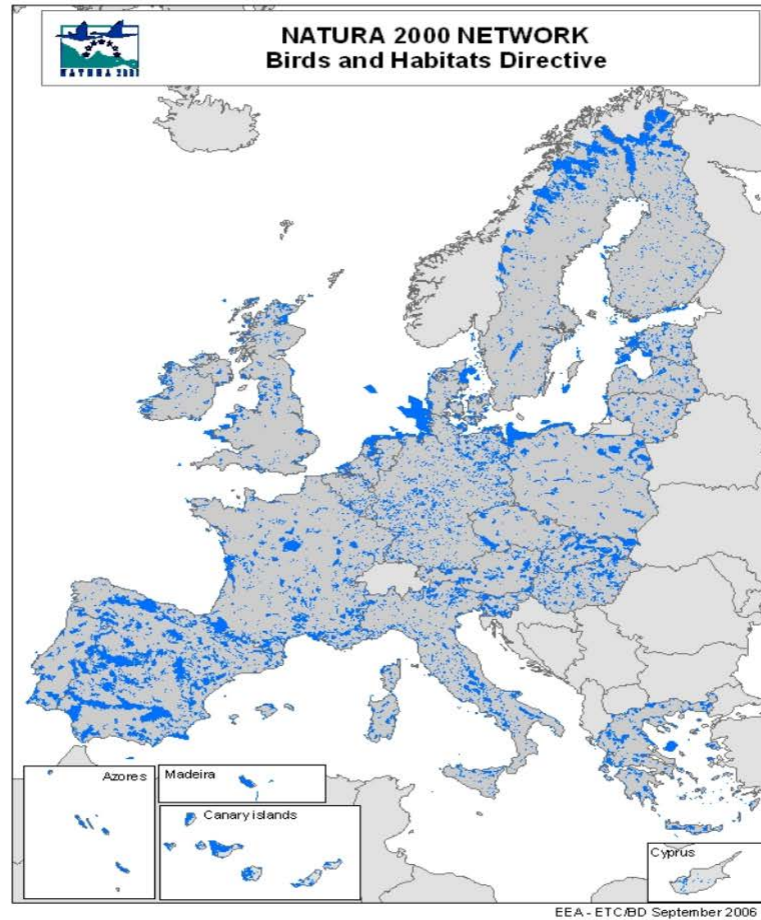 NATURA 2000 NETWORK
Birds and Habitats Directive
NATURA 2000
Azores
Madeira
Canary islands
Cyprus
EEA - ETC/BD September 2006